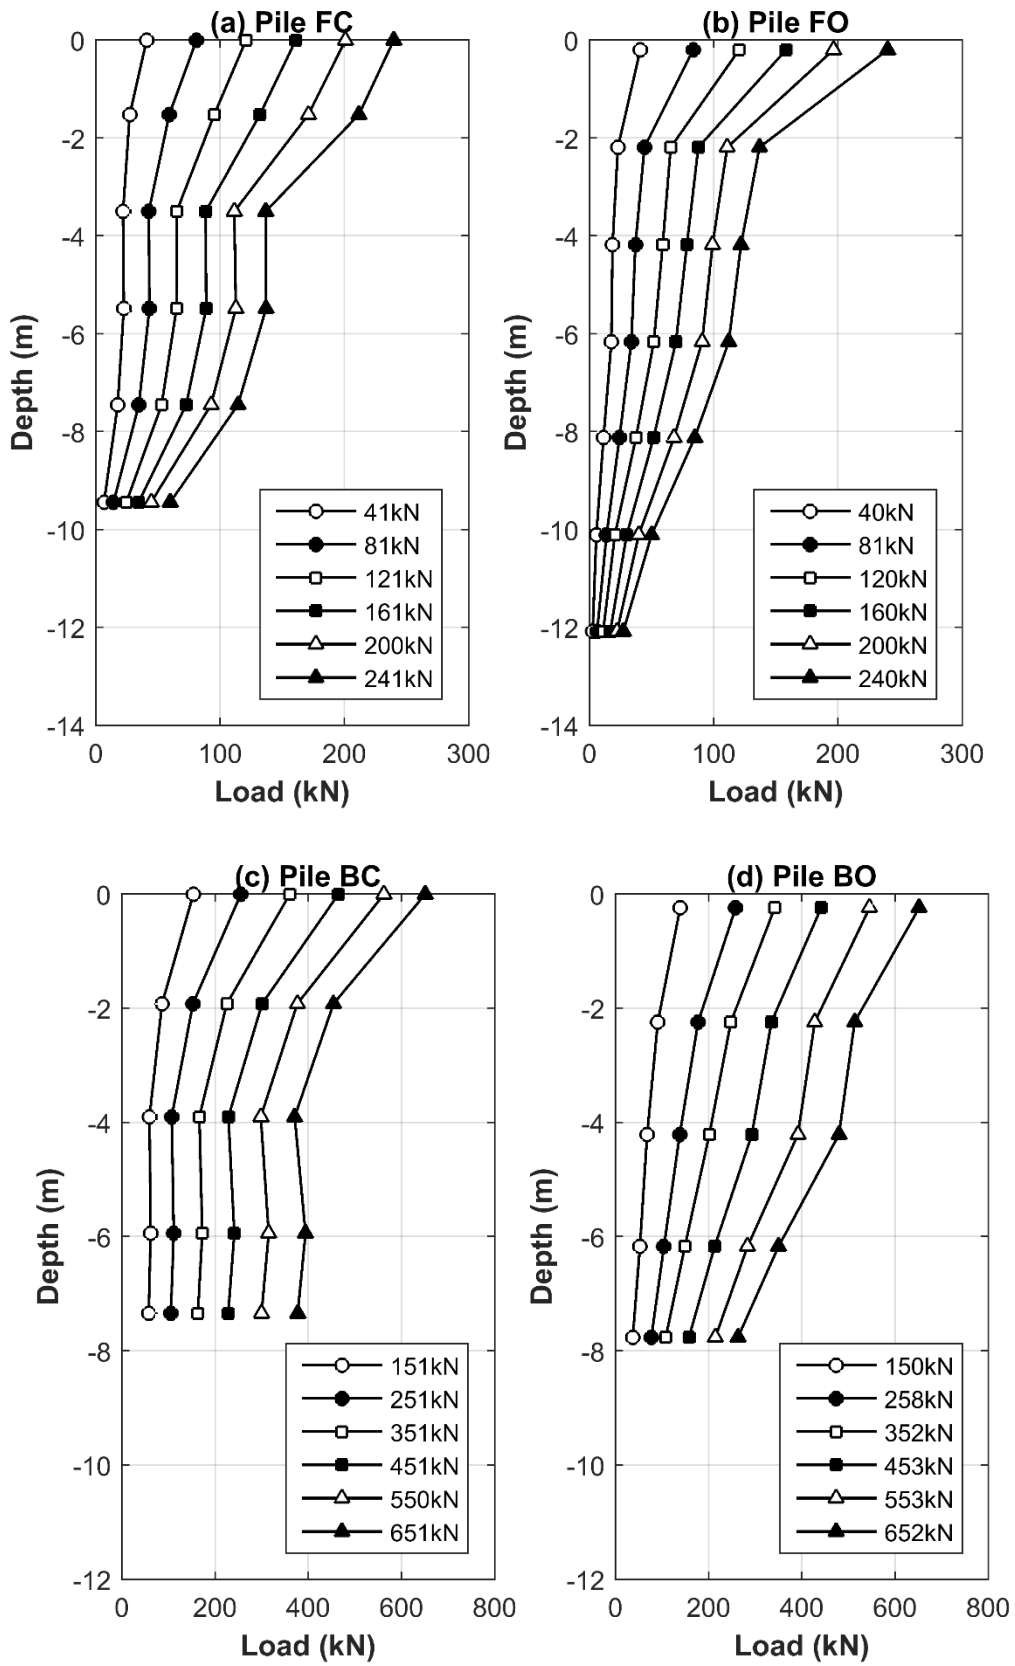 (a) Pile FC
0
-2
-4
-6
-8
-10
-12
-14
Depth (m)
41kN
81kN
121kN
161kN
200kN
241kN
0 100 200 300
Load (kN)
(b) Pile FO
0
-2
-4
-6
-8
-10
-12
-14
Depth (m)
40kN
81kN
120kN
160kN
200kN
240kN
0 100 200 300
Load (kN)
(c) Pile BC
0
-2
-4
-6
-8
-10
-12
Depth (m)
151kN
251kN
351kN
451kN
550kN
651kN
0 200 400 600 800
Load (kN)
(d) Pile BO
0
-2
-4
-6
-8
-10
-12
Depth (m)
150kN
258kN
352kN
453kN
553kN
652kN
0 200 400 600 800
Load (kN)